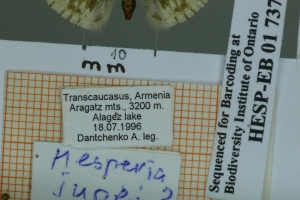 10
mm
Transcaucasus, Armenia
Aragatz mts., 3200 m.
Alagez lake
18.07.1996
Dantchenko A. leg.
Hesperia
Sequenced for Barcoding at
Biodiversity Institute of Ontario
HESP-EB 01 737